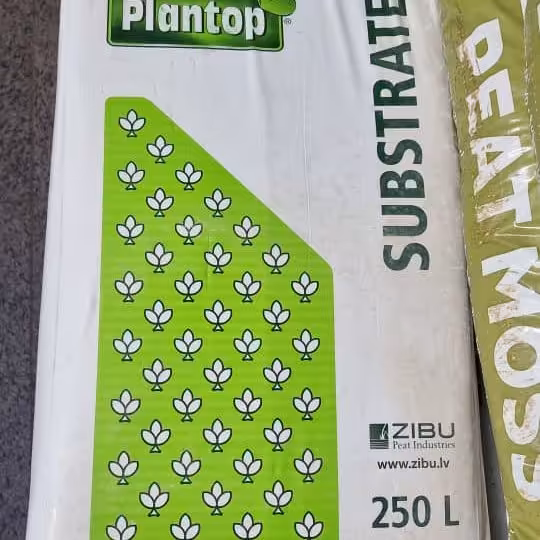 Plantop
®
SUBSTRATE
PEAT MOSS
ZIBU
Peat Industries
www.zibu.lv
250 L